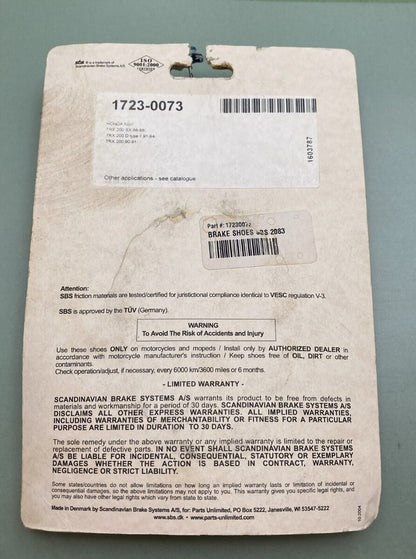 sbs ® is a trademark of
Scandinavian Brake Systems A/S
ISO
9001-2000
CERTIFIED
1723-0073
HONDA
TRX 200 SX 86-88
TRX 200 D type I 91-94
TRX 200 90-91
1603787
Other applications - see catalogue
Part #: 1723007
BRAKE SHOES 2083
Attention:
SBS friction materials are tested/certified for jurisdictional compliance identical to VESC regulation V-3.
SBS is approved by the TÜV (Germany).
WARNING
To Avoid The Risk of Accidents and Injury
Use these shoes ONLY on motorcycles and mopeds / Install only by AUTHORIZED DEALER in
accordance with motorcycle manufacturer's instruction / Keep shoes free of OIL, DIRT or other
contaminants.
Check operation/adjust, if necessary, every 6000 km/3600 miles or 6 months.
- LIMITED WARRANTY -
SCANDINAVIAN BRAKE SYSTEMS A/S warrants its product to be free from defects in
materials and workmanship for a period of 30 days. SCANDINAVIAN BRAKE SYSTEMS A/S
DISCLAIMS ALL OTHER EXPRESS WARRANTIES. ALL IMPLIED WARRANTIES,
INCLUDING WARRANTIES OF MERCHANTABILITY OR FITNESS FOR A PARTICULAR
PURPOSE ARE LIMITED IN DURATION TO 30 DAYS.
The sole remedy under the above warranty or any implied warranty is limited to the repair or
replacement of defective parts. IN NO EVENT SHALL SCANDINAVIAN BRAKE SYSTEMS
A/S BE LIABLE FOR INCIDENTAL, CONSEQUENTIAL, STATUTORY OR EXEMPLARY
DAMAGES WHETHER THE ACTION IS BASED IN CONTRACT, WARRANTY,
NEGLIGENCE OR STRICT LIABILITY.
Some states/countries do not allow limitations on how long an implied warranty lasts or limitation of incidental or
consequential damages, so the above limitations may not apply to you. This warranty gives you specific legal rights, and
you may also have other legal rights which vary from state to state.
Made in Denmark by Scandinavian Brake Systems A/S, for: Parts Unlimited, PO Box 5222, Janesville, WI 53547-5222
www.sbs.dk - www.parts-unlimited.com
10.2004